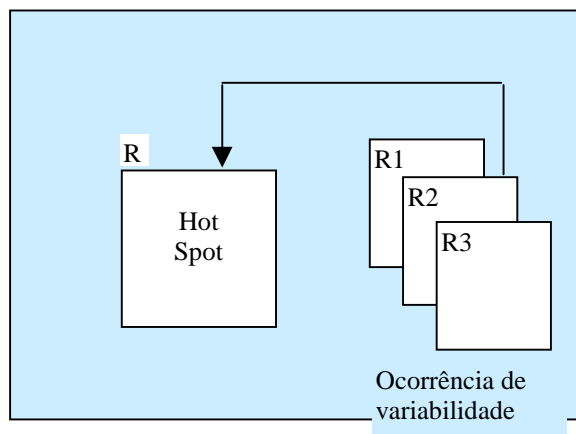 R
Hot
Spot
R1
R2
R3
Ocorrência de
variabilidade